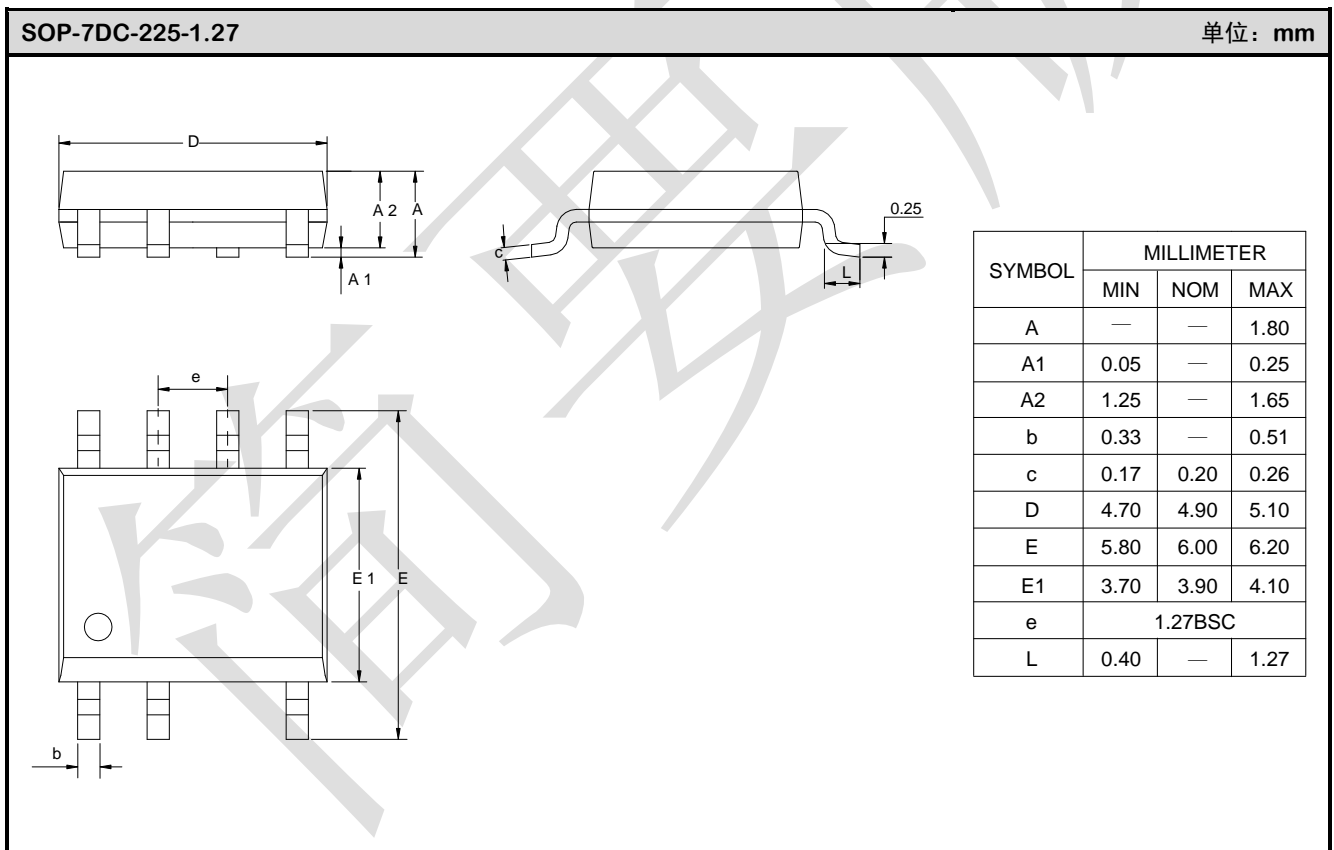 SOP-7DC-225-1.27 单位：mm
D
A 2 A
A 1
c
0.25
L
e
E 1 E
b
SYMBOL MILLIMETER
MIN NOM MAX
A — — 1.80
A1 0.05 — 0.25
A2 1.25 — 1.65
b 0.33 — 0.51
c 0.17 0.20 0.26
D 4.70 4.90 5.10
E 5.80 6.00 6.20
E1 3.70 3.90 4.10
e 1.27BSC
L 0.40 — 1.27